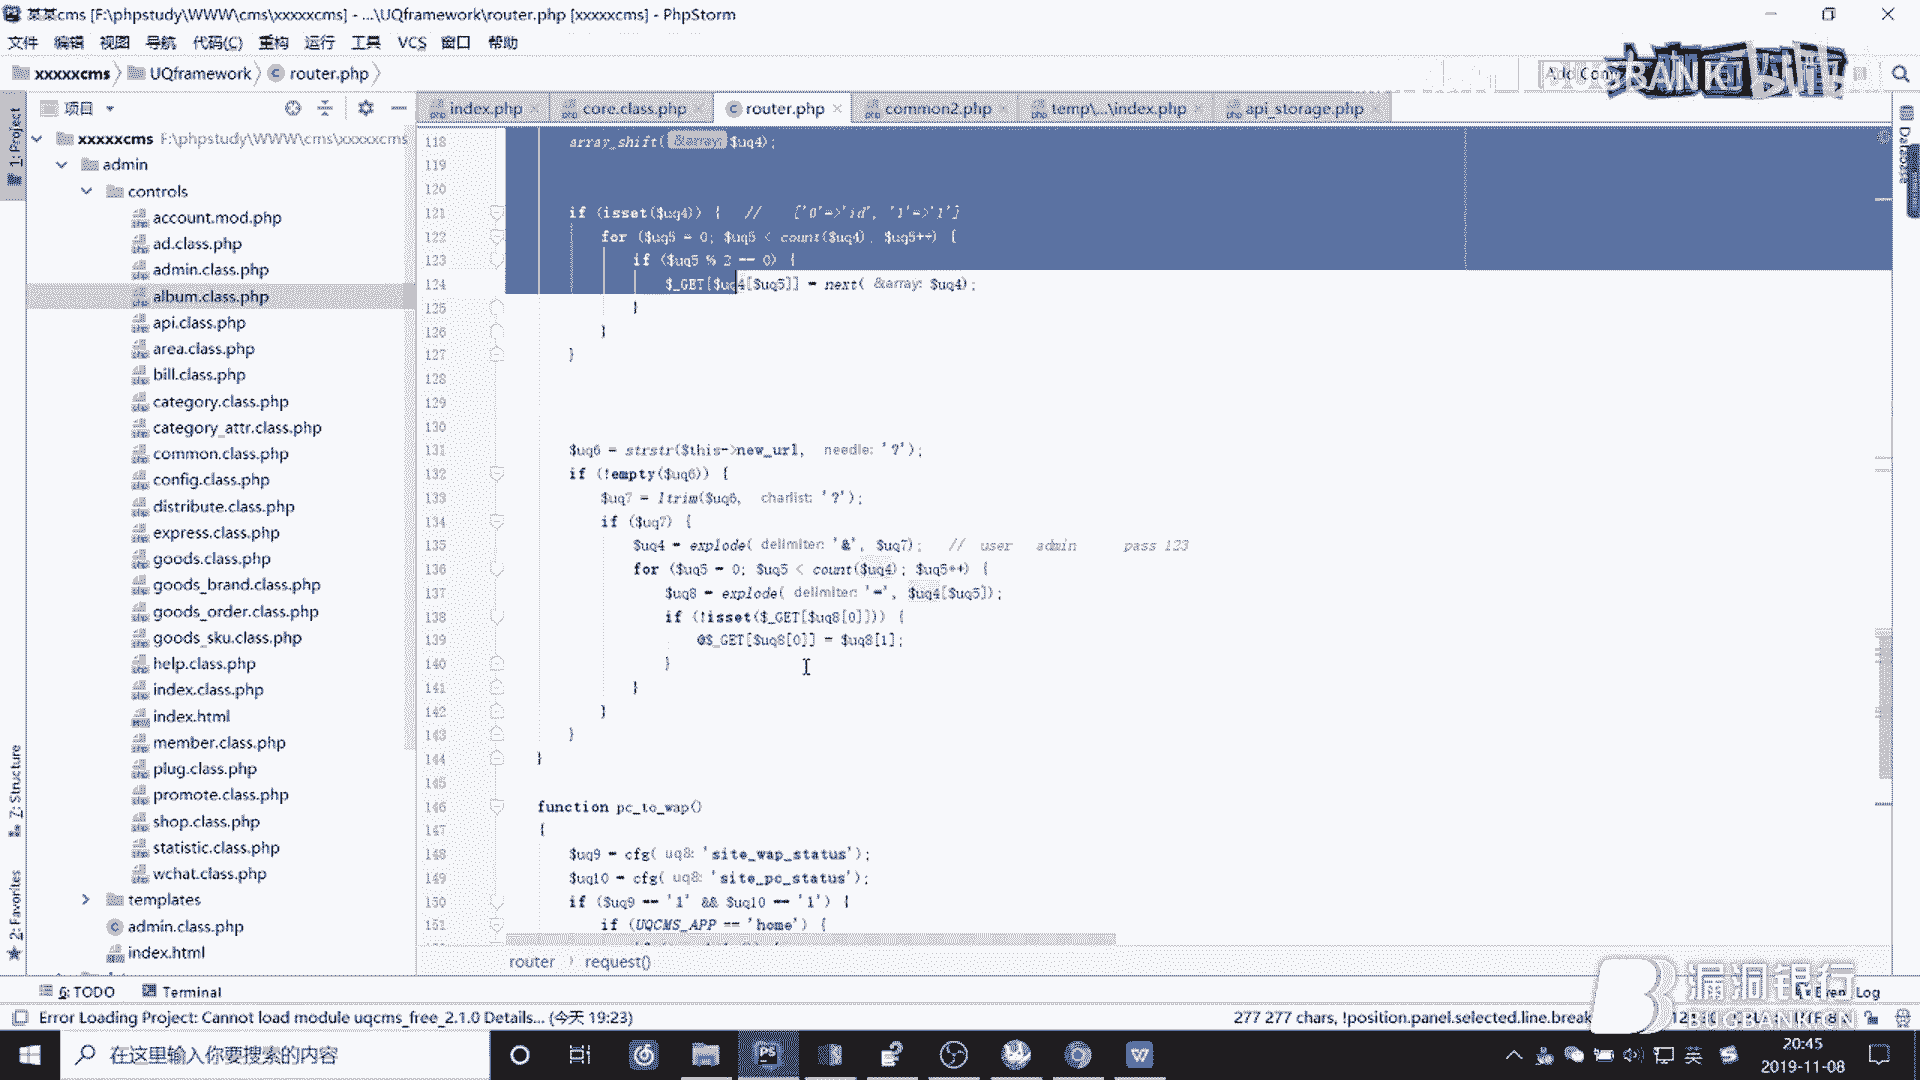 某某cms [F:\phpstudy\WWW\cms\xxxxxcms] - ...\UQframework\router.php [xxxxxcms] - PhpStorm
文件 编辑 视图 导航 代码(C) 重构 运行 工具 VCS 窗口 帮助
xxxxxcms UQframework router.php
BUGBANK bilibili
项目
index.php core.class.php router.php common2.php temp\...\index.php api_storage.php
1: Project
xxxxxcms F:\phpstudy\WWW\cms\xxxxxcms
admin
controls
account.mod.php
ad.class.php
admin.class.php
album.class.php
api.class.php
area.class.php
bill.class.php
category.class.php
category_attr.class.php
common.class.php
config.class.php
distribute.class.php
express.class.php
goods.class.php
goods_brand.class.php
goods_order.class.php
goods_sku.class.php
help.class.php
index.class.php
index.html
member.class.php
plug.class.php
promote.class.php
shop.class.php
statistic.class.php
wchat.class.php
templates
admin.class.php
index.html
7: Structure
2: Favorites
118 array_shift( &array: $uq4);
119
120
121 if (isset($uq4)) { // ['0'=>'id', '1'=>'1']
122 for ($uq5 = 0; $uq5 < count($uq4); $uq5++) {
123 if ($uq5 % 2 == 0) {
124 $_GET[$uq4[$uq5]] = next( &array: $uq4);
125 }
126 }
127 }
128
129
130
131 $uq6 = strstr($this->new_url, needle: '?');
132 if (!empty($uq6)) {
133 $uq7 = ltrim($uq6, charlist: '?');
134 if ($uq7) {
135 $uq4 = explode( delimiter: '&', $uq7); // user admin pass 123
136 for ($uq5 = 0; $uq5 < count($uq4); $uq5++) {
137 $uq8 = explode( delimiter: '=', $uq4[$uq5]);
138 if (!isset($_GET[$uq8[0]])) {
139 @$_GET[$uq8[0]] = $uq8[1];
140 }
141 }
142 }
143 }
144 }
145
146 function pc_to_wap()
147 {
148 $uq9 = cfg( uq8: 'site_wap_status');
149 $uq10 = cfg( uq8: 'site_pc_status');
150 if ($uq9 == '1' && $uq10 == '1') {
151 if (UQCMS_APP == 'home') {
router request()
6: TODO Terminal
Log
漏洞银行
BUGBANK.CN
Error Loading Project: Cannot load module uqcms_free_2.1.0 Details... (今天 19:23)
277 277 chars, !position.panel.selected.line.break
在这里输入你要搜索的内容
英
20:45
2019-11-08